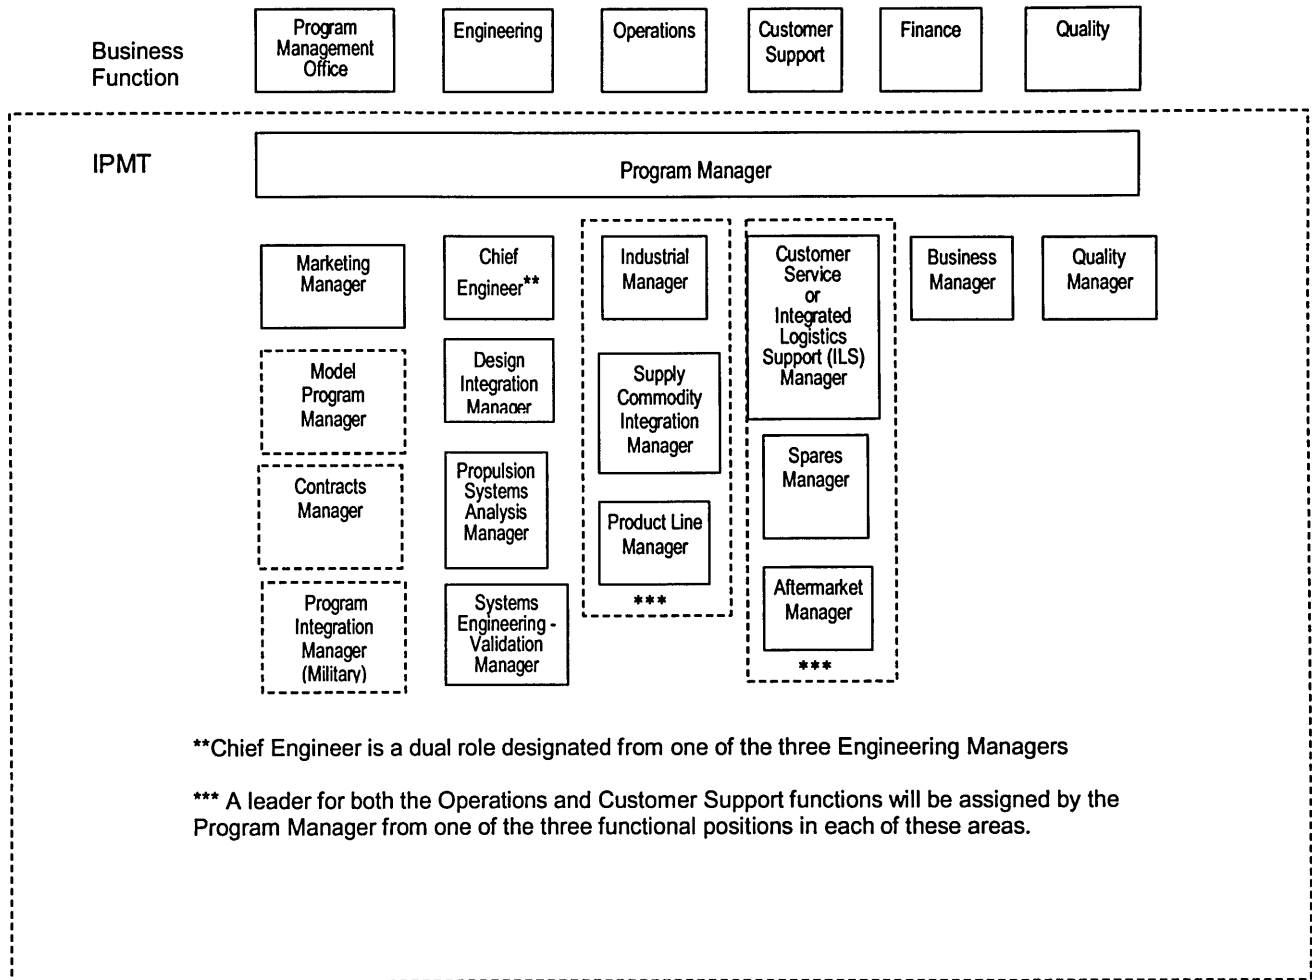 Business
Function
Program
Management
Office
Engineering
Operations
Customer
Support
Finance
Quality
IPMT
Program Manager
Marketing
Manager
Model
Program
Manager
Contracts
Manager
Program
Integration
Manager
(Military)
Chief
Engineer**
Design
Integration
Manager
Propulsion
Systems
Analysis
Manager
Systems
Engineering -
Validation
Manager
Industrial
Manager
Supply
Commodity
Integration
Manager
Product Line
Manager
***
Customer
Service
or
Integrated
Logistics
Support (ILS)
Manager
Spares
Manager
Aftermarket
Manager
***
Business
Manager
Quality
Manager
**Chief Engineer is a dual role designated from one of the three Engineering Managers
*** A leader for both the Operations and Customer Support functions will be assigned by the
Program Manager from one of the three functional positions in each of these areas.